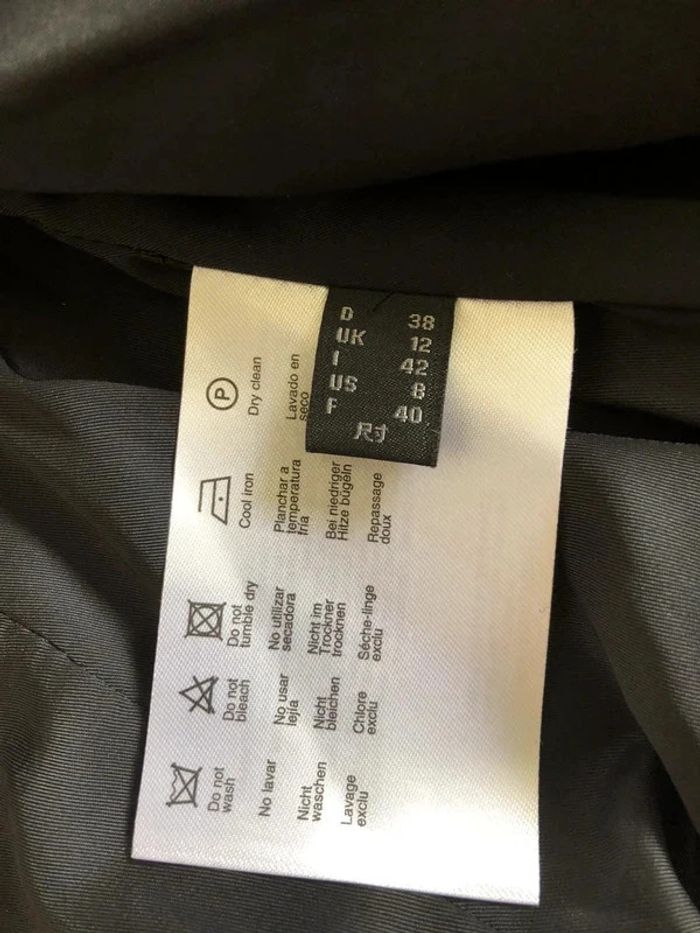 D 38
UK 12
I 42
US 8
F 40
尺寸
P
Do not
wash
No lavar
Nicht
waschen
Lavage
exclu
Do not
bleach
No usar
lejía
Nicht
bleichen
Chlore
exclu
Do not
tumble dry
No utilizar
secadora
Nicht im
Trockner
trocknen
Séche-linge
exclu
Cool iron
Planchar a
temperatura
fria
Bei niedriger
Hitze bügeln
Repassage
doux
Dry clean
Lavado en
seco